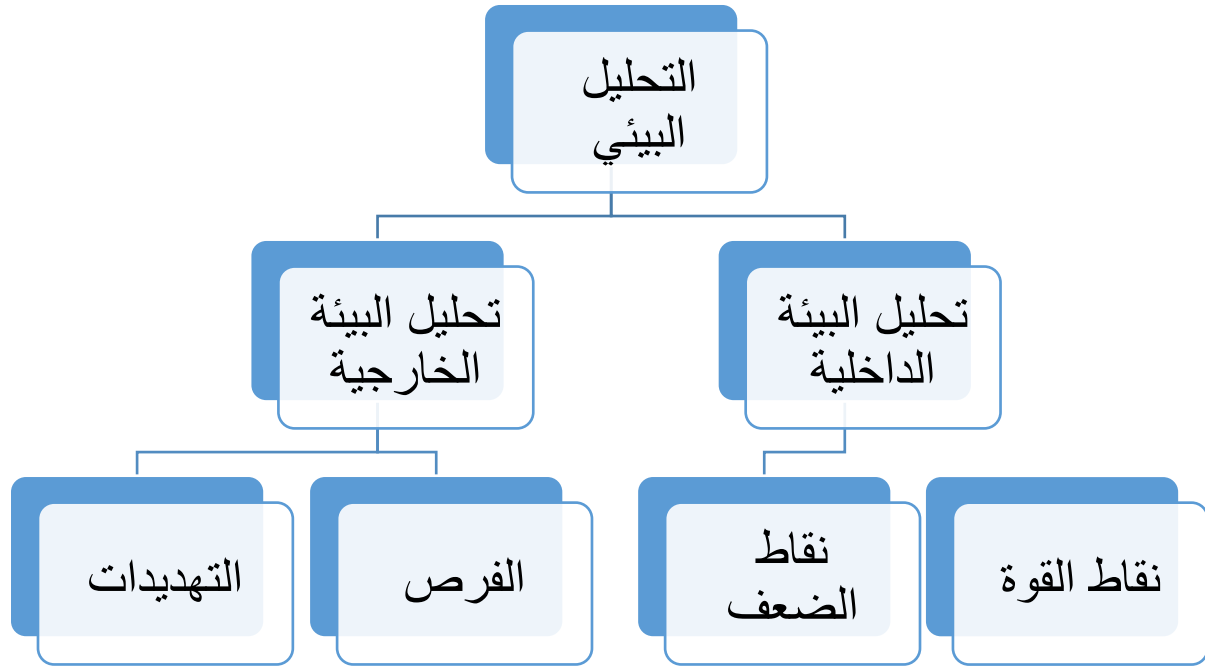 التحليل
البيئي
تحليل البيئة
الداخلية
تحليل البيئة
الخارجية
نقاط القوة
نقاط
الضعف
الفرص
التهديدات